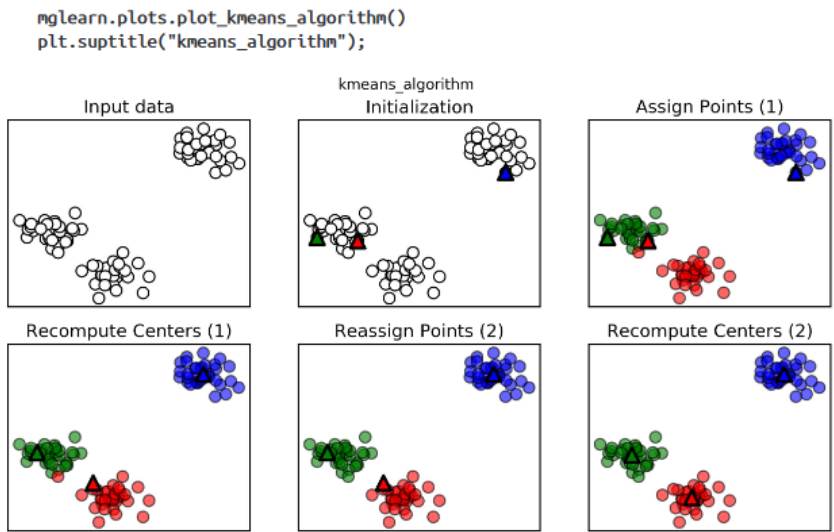 mglearn.plots.plot_kmeans_algorithm()
plt.suptitle("kmeans_algorithm");
kmeans_algorithm
Input data
Initialization
Assign Points (1)
Recompute Centers (1)
Reassign Points (2)
Recompute Centers (2)